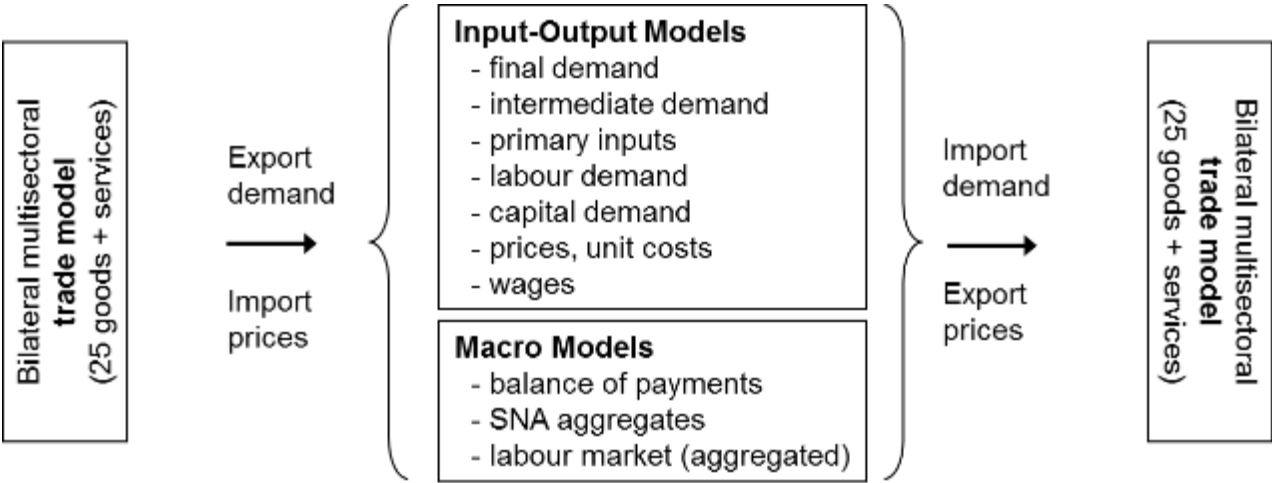 Bilateral multisectoral
trade model
(25 goods + services)
Export
demand
Import
prices
Input-Output Models
- final demand
- intermediate demand
- primary inputs
- labour demand
- capital demand
- prices, unit costs
- wages
Macro Models
- balance of payments
- SNA aggregates
- labour market (aggregated)
Import
demand
Export
prices
Bilateral multisectoral
trade model
(25 goods + services)